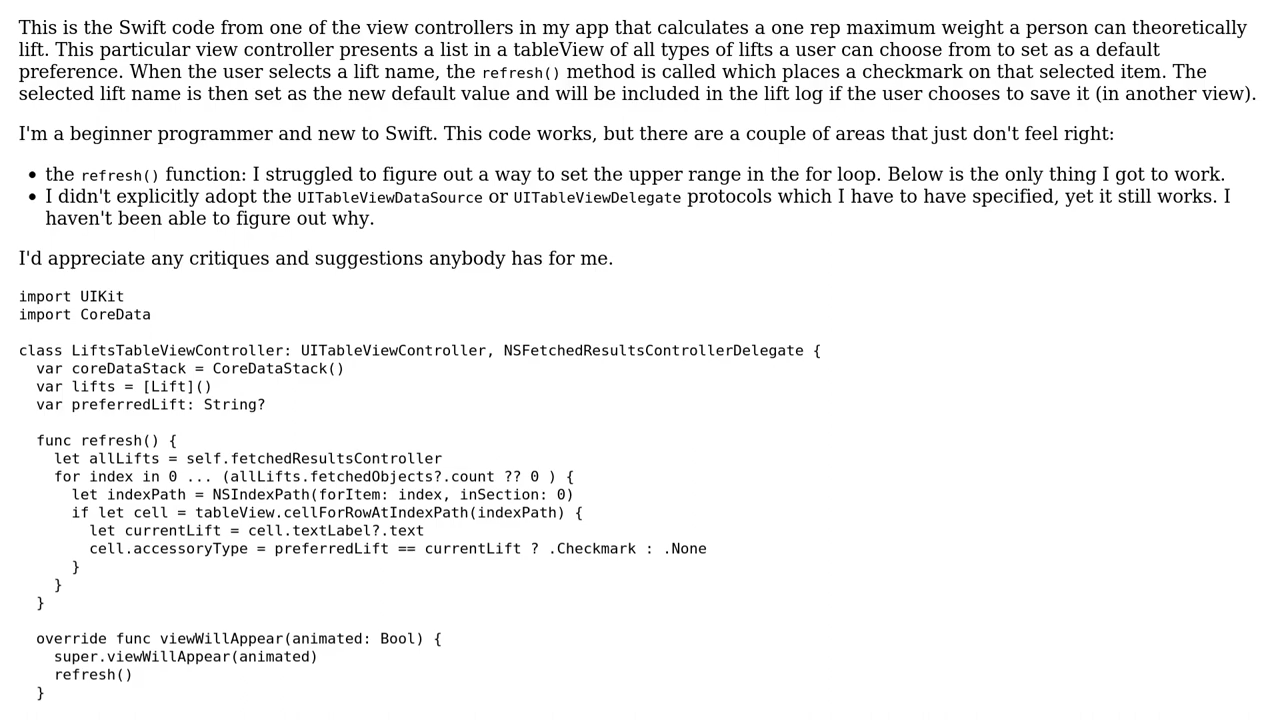 This is the Swift code from one of the view controllers in my app that calculates a one rep maximum weight a person can theoretically
lift. This particular view controller presents a list in a tableView of all types of lifts a user can choose from to set as a default
preference. When the user selects a lift name, the refresh() method is called which places a checkmark on that selected item. The
selected lift name is then set as the new default value and will be included in the lift log if the user chooses to save it (in another view).
I'm a beginner programmer and new to Swift. This code works, but there are a couple of areas that just don't feel right:
• the refresh() function: I struggled to figure out a way to set the upper range in the for loop. Below is the only thing I got to work.
• I didn't explicitly adopt the UITableViewDataSource or UITableViewDelegate protocols which I have to have specified, yet it still works. I
haven't been able to figure out why.
I'd appreciate any critiques and suggestions anybody has for me.
import UIKit
import CoreData
class LiftsTableViewController: UITableViewController, NSFetchedResultsControllerDelegate {
  var coreDataStack = CoreDataStack()
  var lifts = [Lift]()
  var preferredLift: String?
  func refresh() {
    let allLifts = self.fetchedResultsController
    for index in 0 ... (allLifts.fetchedObjects?.count ?? 0 ) {
      let indexPath = NSIndexPath(forItem: index, inSection: 0)
      if let cell = tableView.cellForRowAtIndexPath(indexPath) {
        let currentLift = cell.textLabel?.text
        cell.accessoryType = preferredLift == currentLift ? .Checkmark : .None
      }
    }
  }
  override func viewWillAppear(animated: Bool) {
    super.viewWillAppear(animated)
    refresh()
  }